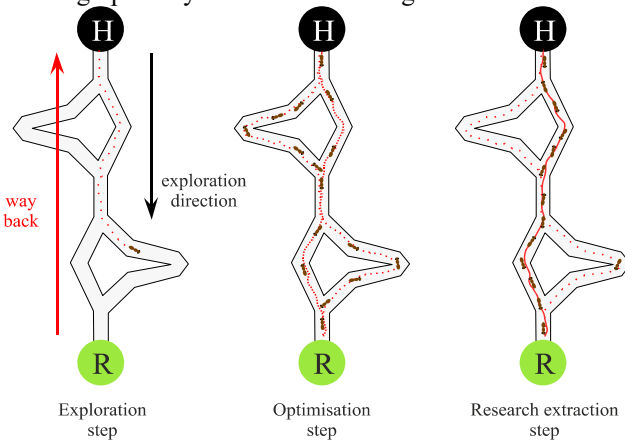 H
H
H
exploration
direction
way
back
R
R
R
Exploration
step
Optimisation
step
Research extraction
step